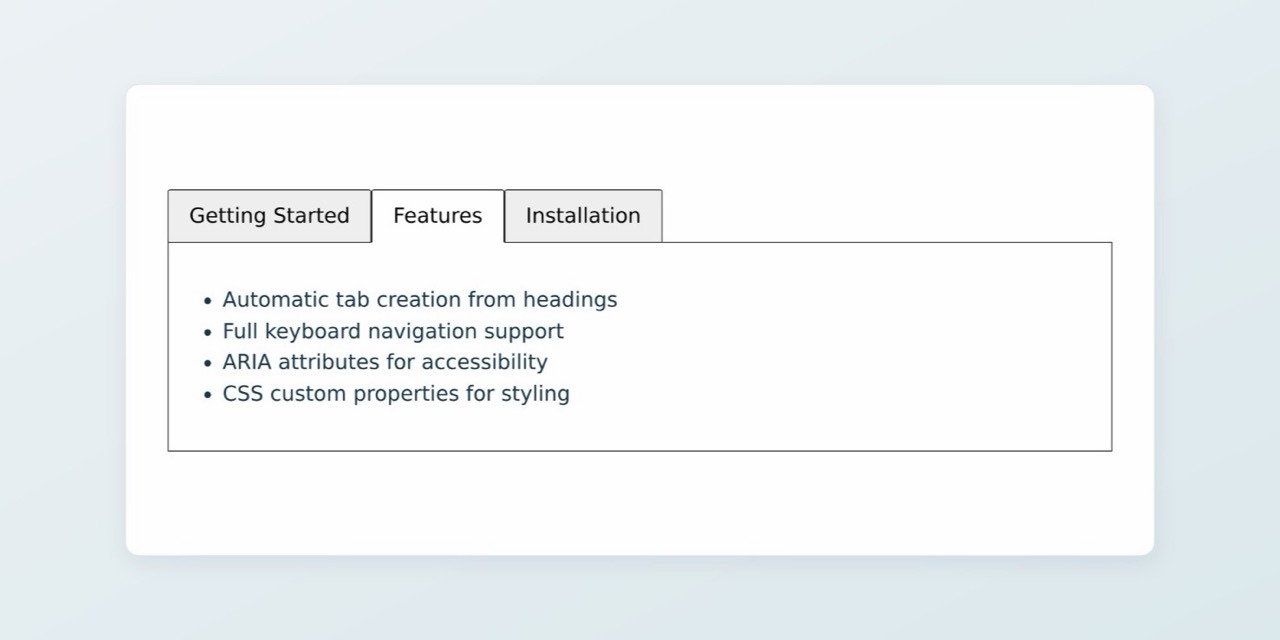 Getting Started Features Installation
Automatic tab creation from headings
Full keyboard navigation support
ARIA attributes for accessibility
CSS custom properties for styling